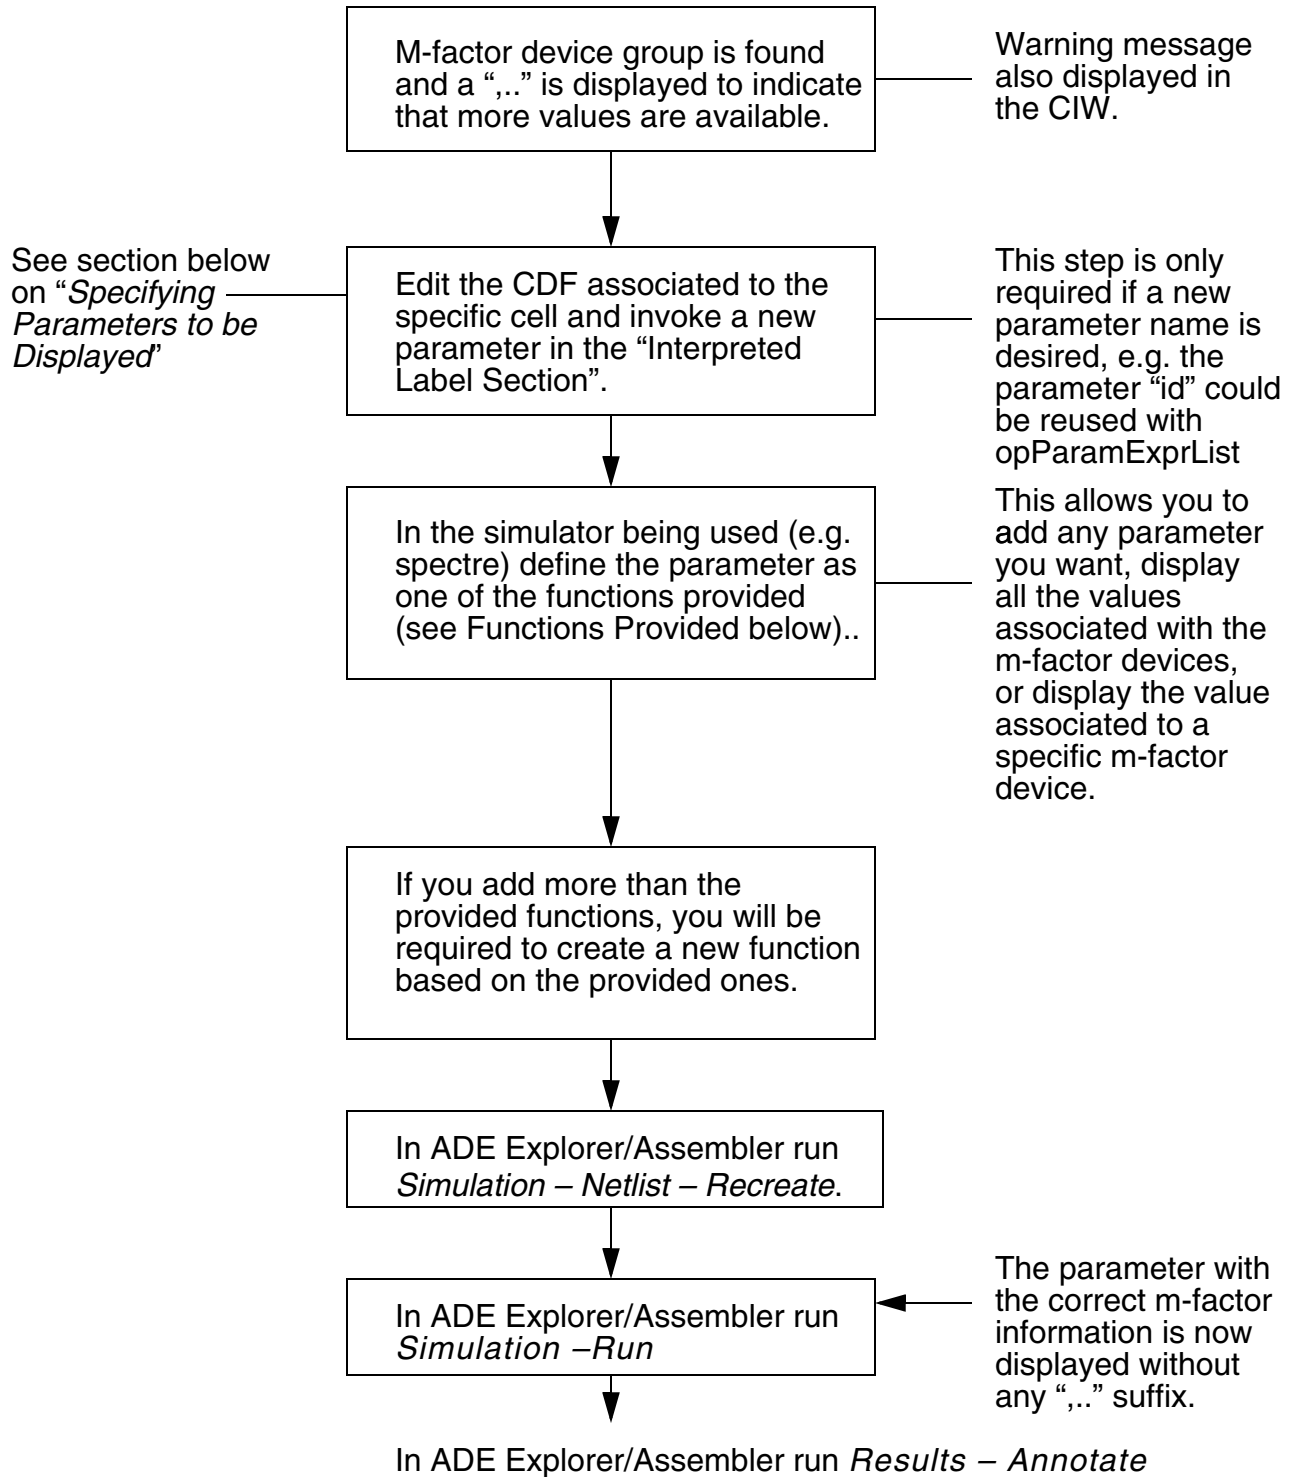 M-factor device group is found
and a “,..” is displayed to indicate
that more values are available.
Warning message
also displayed in
the CIW.
See section below
on “Specifying
Parameters to be
Displayed”
Edit the CDF associated to the
specific cell and invoke a new
parameter in the “Interpreted
Label Section”.
This step is only
required if a new
parameter name is
desired, e.g. the
parameter “id” could
be reused with
opParamExprList
In the simulator being used (e.g.
spectre) define the parameter as
one of the functions provided
(see Functions Provided below)..
This allows you to
add any parameter
you want, display
all the values
associated with the
m-factor devices,
or display the value
associated to a
specific m-factor
device.
If you add more than the
provided functions, you will be
required to create a new function
based on the provided ones.
In ADE Explorer/Assembler run
Simulation – Netlist – Recreate.
In ADE Explorer/Assembler run
Simulation –Run
The parameter with
the correct m-factor
information is now
displayed without
any “,..” suffix.
In ADE Explorer/Assembler run Results – Annotate